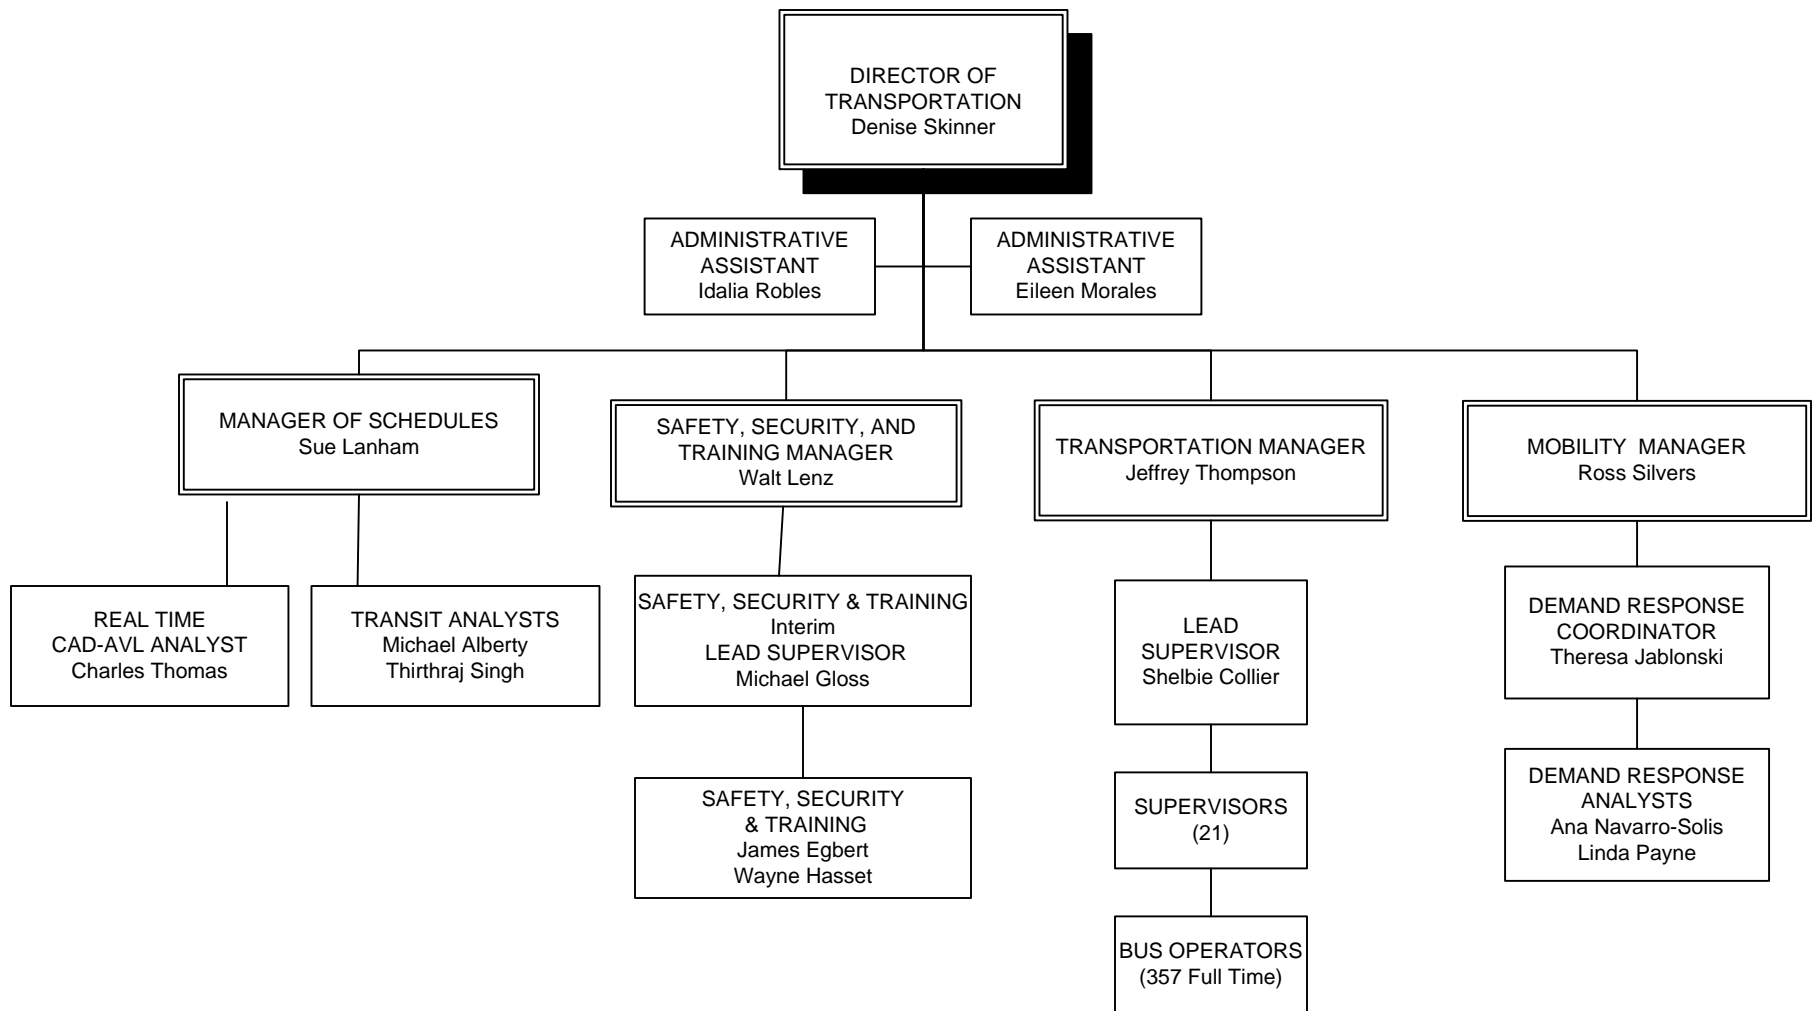 DIRECTOR OF
TRANSPORTATION
Denise Skinner
ADMINISTRATIVE
ASSISTANT
Idalia Robles
ADMINISTRATIVE
ASSISTANT
Eileen Morales
MANAGER OF SCHEDULES
Sue Lanham
SAFETY, SECURITY, AND
TRAINING MANAGER
Walt Lenz
TRANSPORTATION MANAGER
Jeffrey Thompson
MOBILITY MANAGER
Ross Silvers
REAL TIME
CAD-AVL ANALYST
Charles Thomas
TRANSIT ANALYSTS
Michael Alberty
Thirthraj Singh
SAFETY, SECURITY & TRAINING
Interim
LEAD SUPERVISOR
Michael Gloss
LEAD
SUPERVISOR
Shelbie Collier
DEMAND RESPONSE
COORDINATOR
Theresa Jablonski
SAFETY, SECURITY
& TRAINING
James Egbert
Wayne Hasset
SUPERVISORS
(21)
DEMAND RESPONSE
ANALYSTS
Ana Navarro-Solis
Linda Payne
BUS OPERATORS
(357 Full Time)